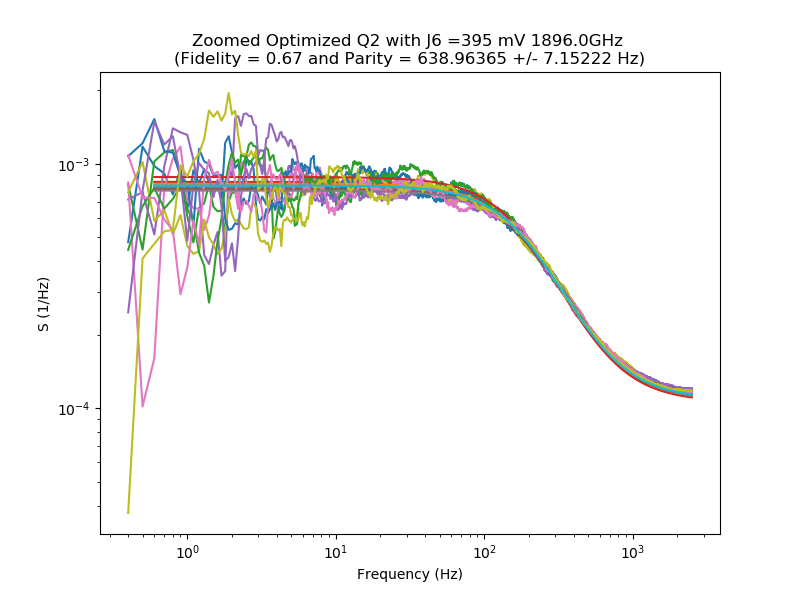 Zoomed Optimized Q2 with J6 =395 mV 1896.0GHz
(Fidelity = 0.67 and Parity = 638.96365 +/- 7.15222 Hz)
10⁻³
S (1/Hz)
10⁻⁴
10⁰ 10¹ 10² 10³
Frequency (Hz)